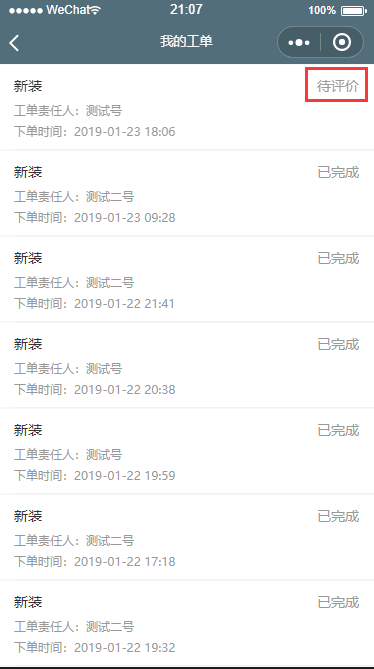 WeChat 21:07 100%
我的工单
新装 待评价
工单责任人：测试号
下单时间：2019-01-23 18:06
新装 已完成
工单责任人：测试二号
下单时间：2019-01-23 09:28
新装 已完成
工单责任人：测试二号
下单时间：2019-01-22 21:41
新装 已完成
工单责任人：测试号
下单时间：2019-01-22 20:38
新装 已完成
工单责任人：测试号
下单时间：2019-01-22 19:59
新装 已完成
工单责任人：测试二号
下单时间：2019-01-22 17:18
新装 已完成
工单责任人：测试二号
下单时间：2019-01-22 19:32